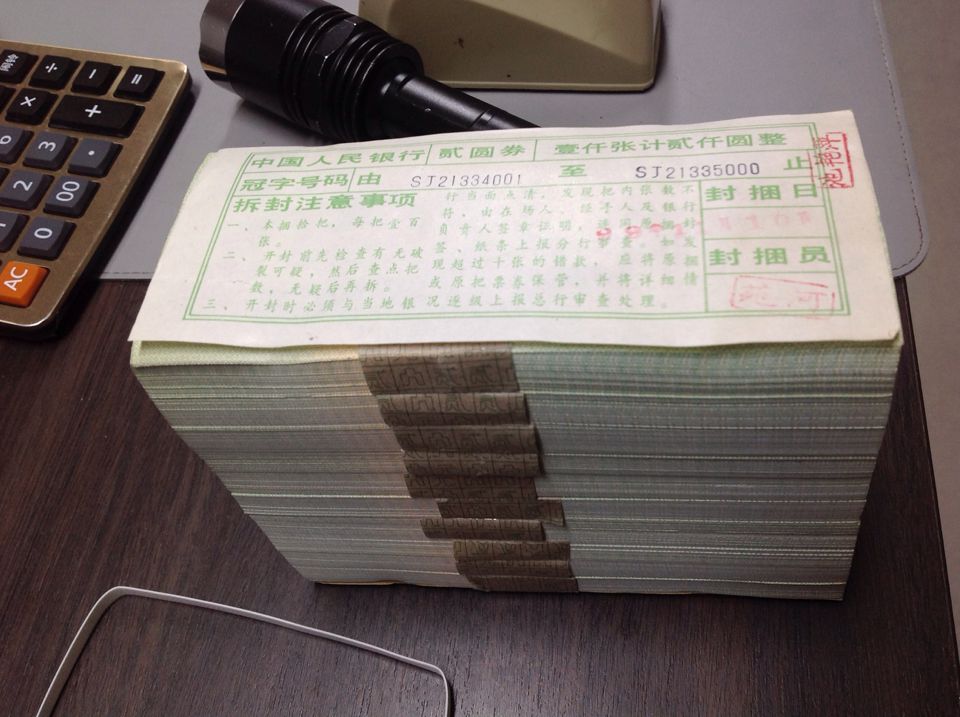 中国人民银行 贰圆券 壹仟张计贰仟圆整
冠字号码 由 SJ21334001 至 SJ21335000 止
拆封注意事项
一、本捆拾把，每把壹百张。
二、开封前先检查有无破裂可疑，然后查点把数，无疑后再拆。
三、开封时必须与当地银
行当面点清，发现把内张数不
符，由在场人、经手人及银行
负责人签章证明，连同原捆封
签、纸条上报分行审查。如发
现超过十张的错款，应将原捆
或原把票券保管，并将详细情
况逐级上报总行审查处理。
封捆日
封捆员
÷
-
=
×
+
3
·
2
00
0
AC